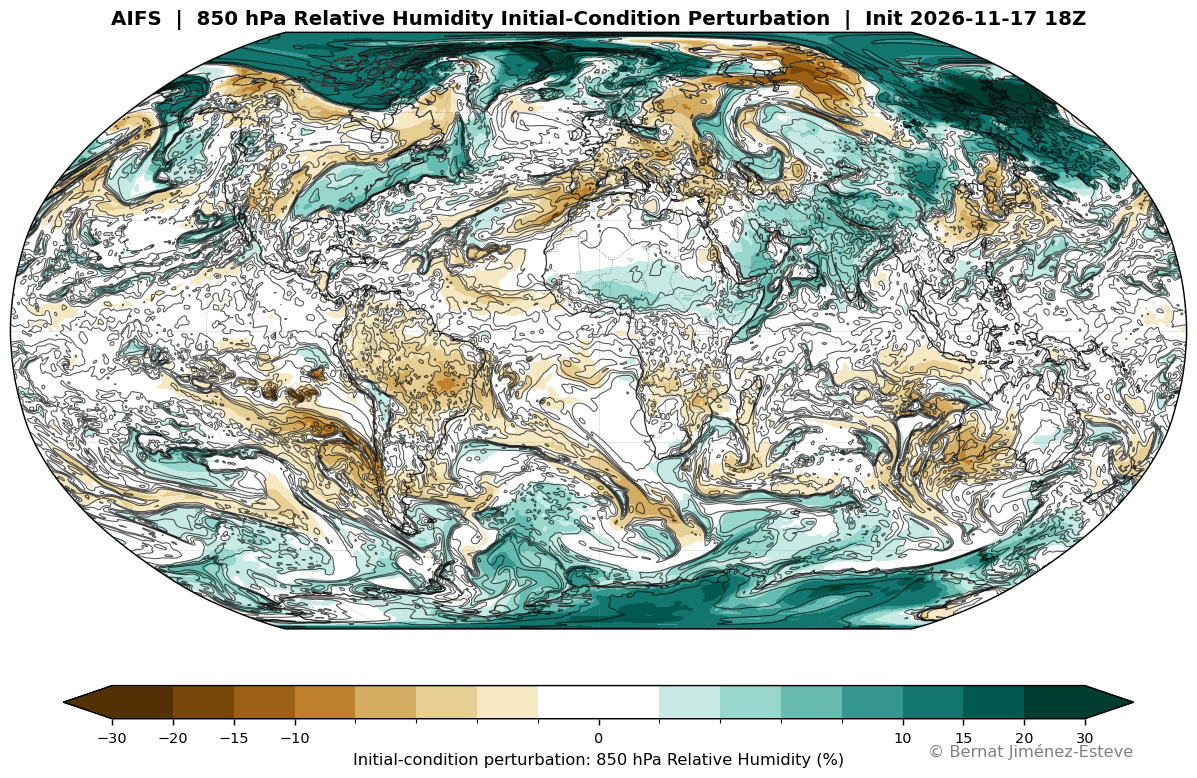 AIFS | 850 hPa Relative Humidity Initial-Condition Perturbation | Init 2026-11-17 18Z
−30 −20 −15 −10 0 10 15 20 30
Initial-condition perturbation: 850 hPa Relative Humidity (%)
© Bernat Jiménez-Esteve